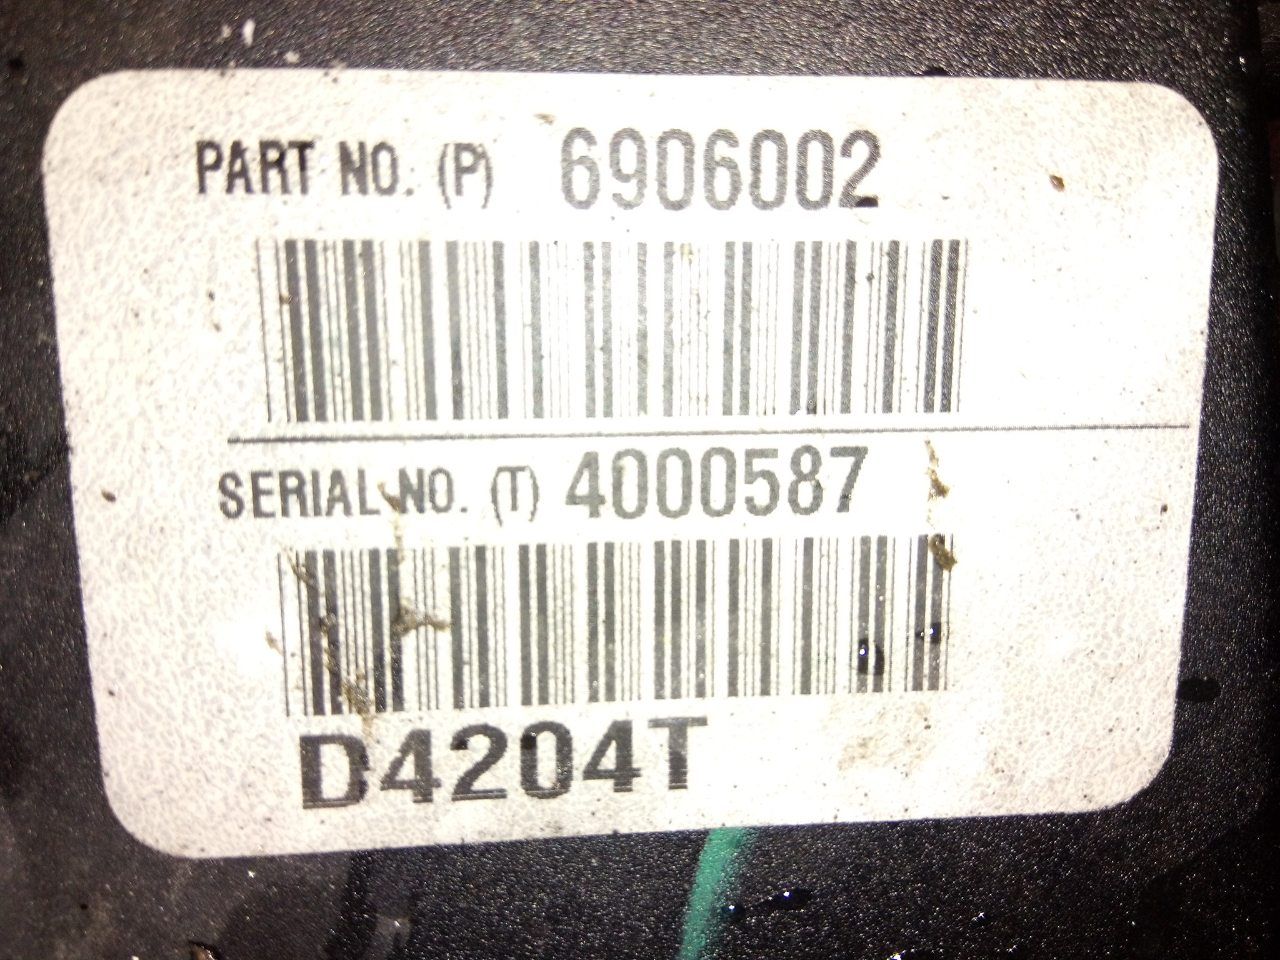 PART NO. (P) 6906002
SERIAL NO. (T) 4000587
D4204T